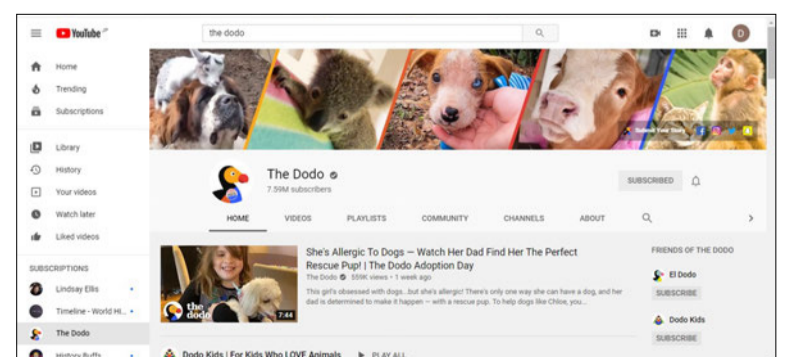 YouTube
the dodo
D
Home
Trending
Subscriptions
Library
History
Your videos
Watch later
Liked videos
SUBSCRIPTIONS
Lindsay Ellis
Timeline - World Hi...
The Dodo
History Buffs
Submit Your Story
The Dodo
7.59M subscribers
SUBSCRIBED
HOME VIDEOS PLAYLISTS COMMUNITY CHANNELS ABOUT
the
dodo
7:44
She's Allergic To Dogs — Watch Her Dad Find Her The Perfect
Rescue Pup! | The Dodo Adoption Day
The Dodo 559K views • 1 week ago
This girl's obsessed with dogs...but she's allergic! There's only one way she can have a dog, and her
dad is determined to make it happen – with a rescue pup. To help dogs like Chloe, you...
FRIENDS OF THE DODO
El Dodo
SUBSCRIBE
Dodo Kids
SUBSCRIBE
Dodo Kids | For Kids Who LOVE Animals PLAY ALL